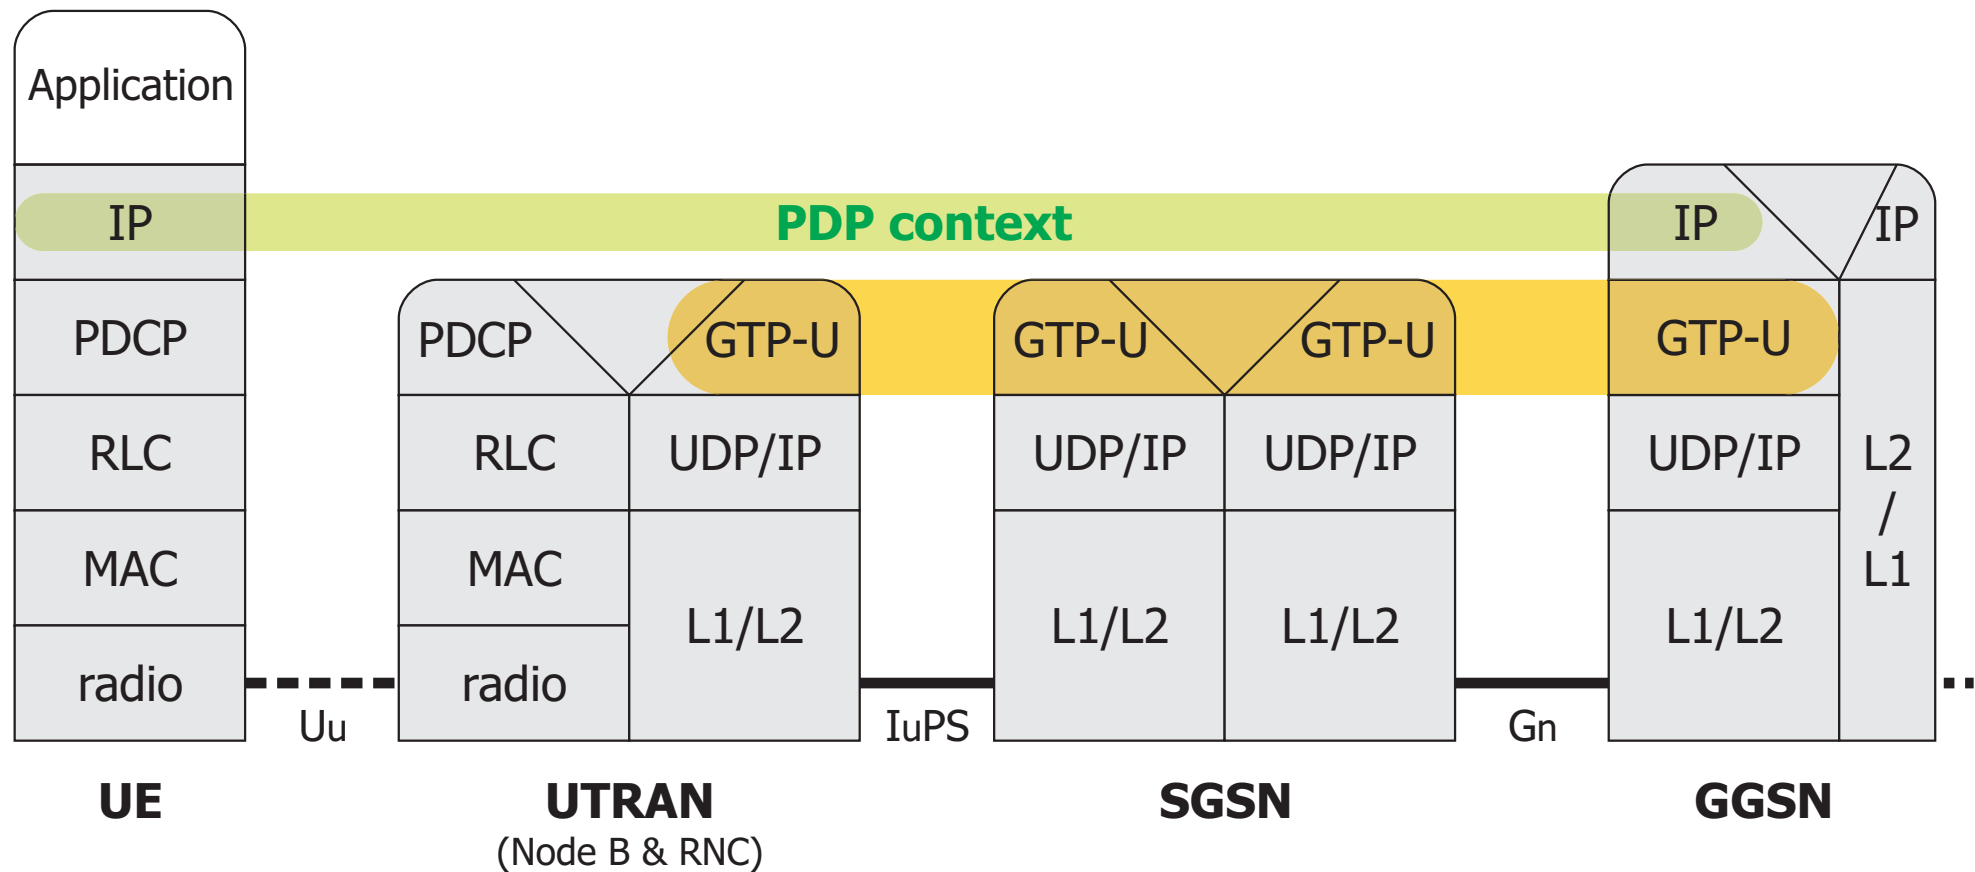 Application
IP
PDP context
IP
IP
PDCP
PDCP
GTP-U
GTP-U
GTP-U
GTP-U
RLC
RLC
UDP/IP
UDP/IP
UDP/IP
UDP/IP
L2
/
L1
MAC
MAC
L1/L2
L1/L2
L1/L2
L1/L2
radio
radio
Uu
IuPS
Gn
UE
UTRAN
(Node B & RNC)
SGSN
GGSN